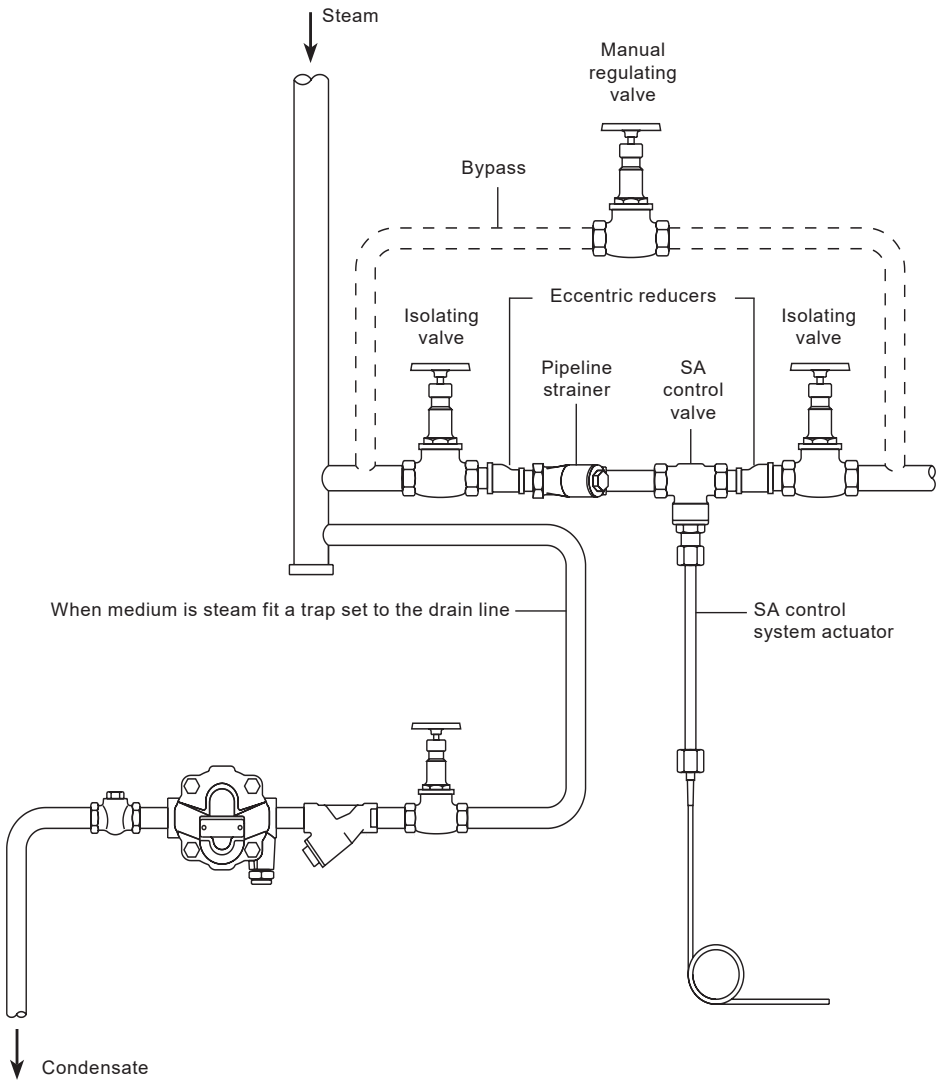 Steam
Manual
regulating
valve
Bypass
Eccentric reducers
Isolating
valve
Isolating
valve
Pipeline
strainer
SA
control
valve
When medium is steam fit a trap set to the drain line
SA control
system actuator
Condensate